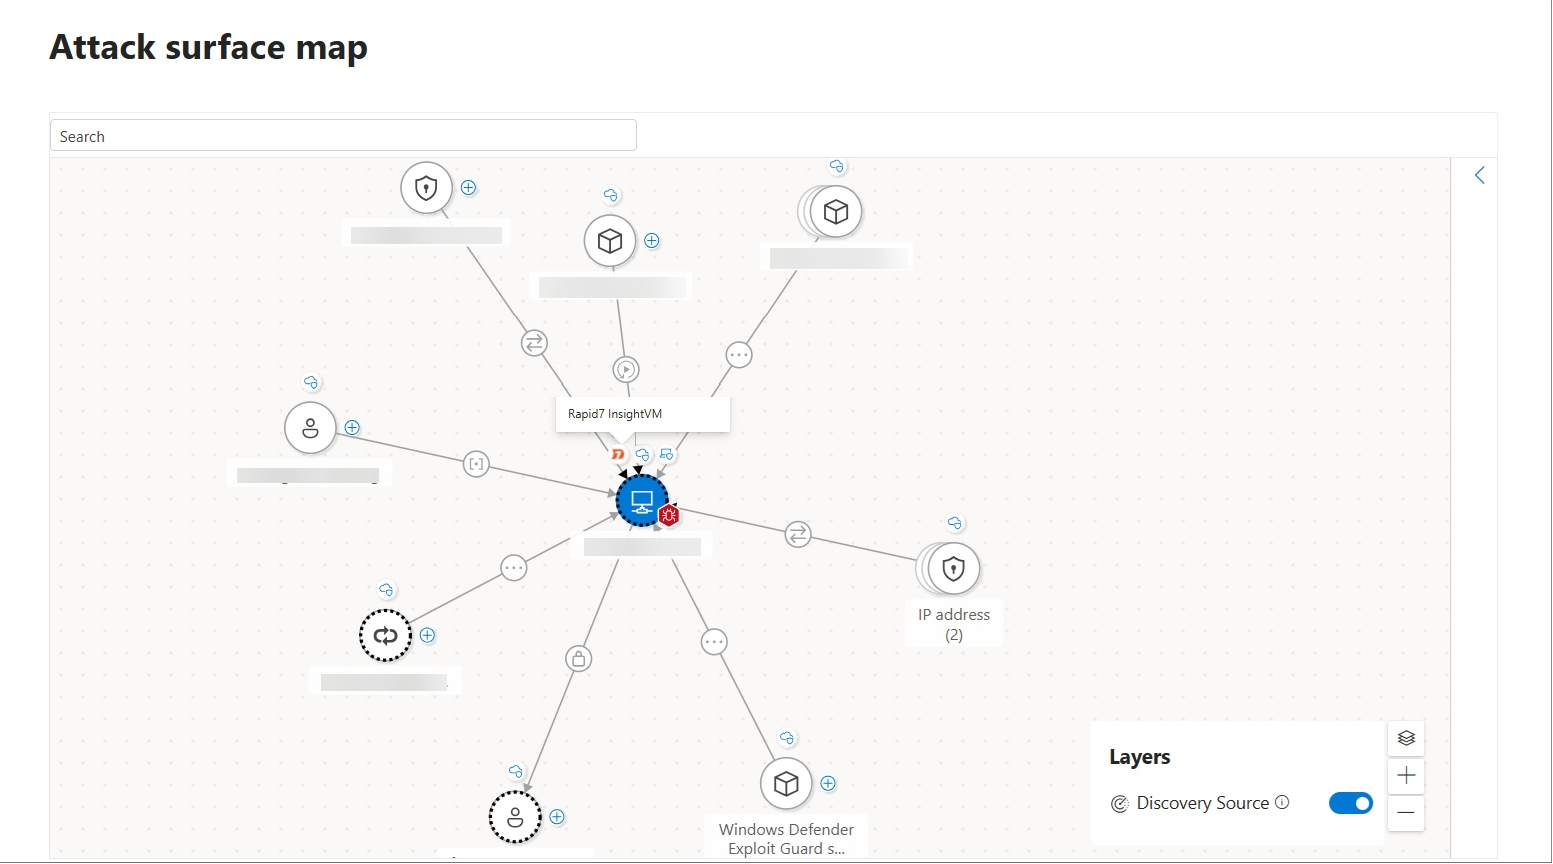 Attack surface map
Search
Rapid7 InsightVM
IP address
(2)
Layers
Discovery Source
Windows Defender
Exploit Guard s...